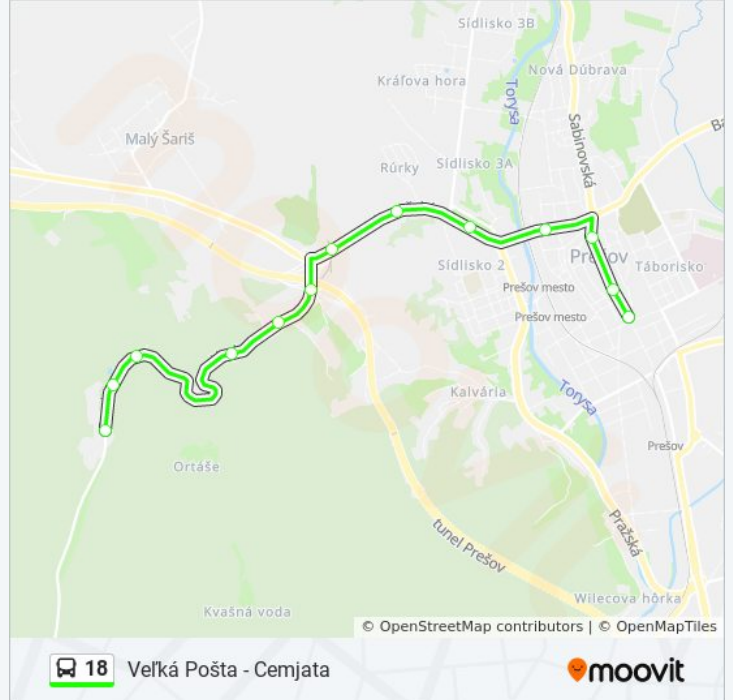 Sídlisko 3B
Nová Dúbrava
Kráľova hora
Torysa
Sabinovská
Malý Šariš
Rúrky
Sídlisko 3A
Prešov
Táborisko
Sídlisko 2
Prešov mesto
Prešov mesto
Kalvária
Torysa
Prešov
Ortáše
Pražská
tunel Prešov
Wilecova hôrka
Kvašná voda
© OpenStreetMap contributors | © OpenMapTiles
18 Veľká Pošta - Cemjata
moovit